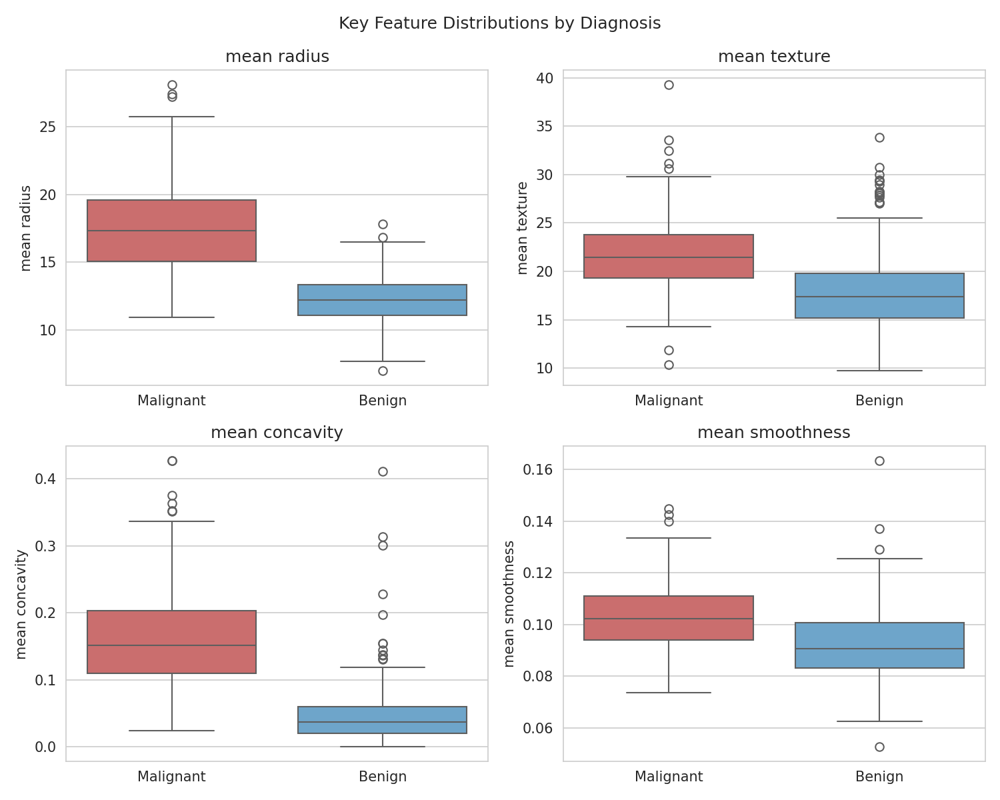 Key Feature Distributions by Diagnosis
mean radius
mean radius
25
20
15
10
Malignant
Benign
mean texture
mean texture
40
35
30
25
20
15
10
Malignant
Benign
mean concavity
mean concavity
0.4
0.3
0.2
0.1
0.0
Malignant
Benign
mean smoothness
mean smoothness
0.16
0.14
0.12
0.10
0.08
0.06
Malignant
Benign